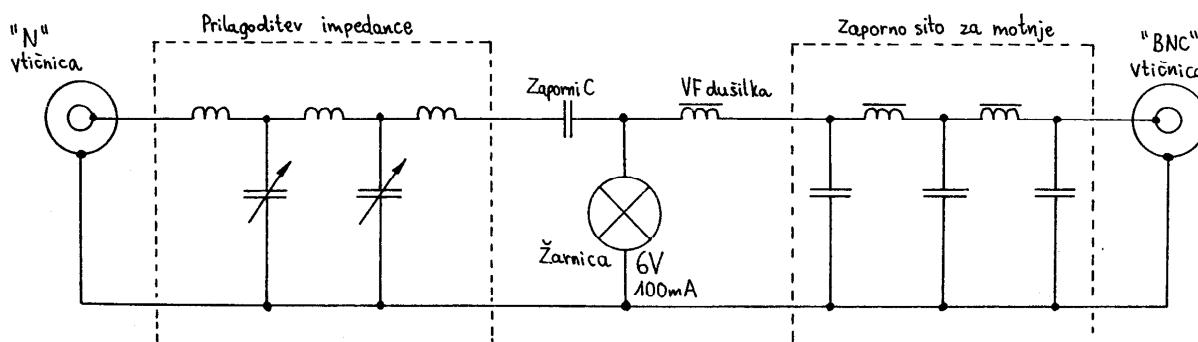 "N"
vtičnica
Prilagoditev impedance
Zaporni C
VF dušilka
Zaporno sito za motnje
"BNC"
vtičnica
Žarnica
6V
100mA